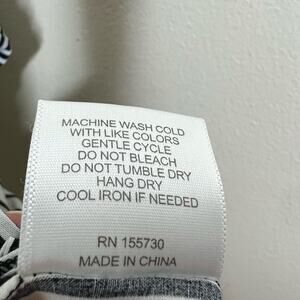 MACHINE WASH COLD
WITH LIKE COLORS
GENTLE CYCLE
DO NOT BLEACH
DO NOT TUMBLE DRY
HANG DRY
COOL IRON IF NEEDED
RN 155730
MADE IN CHINA